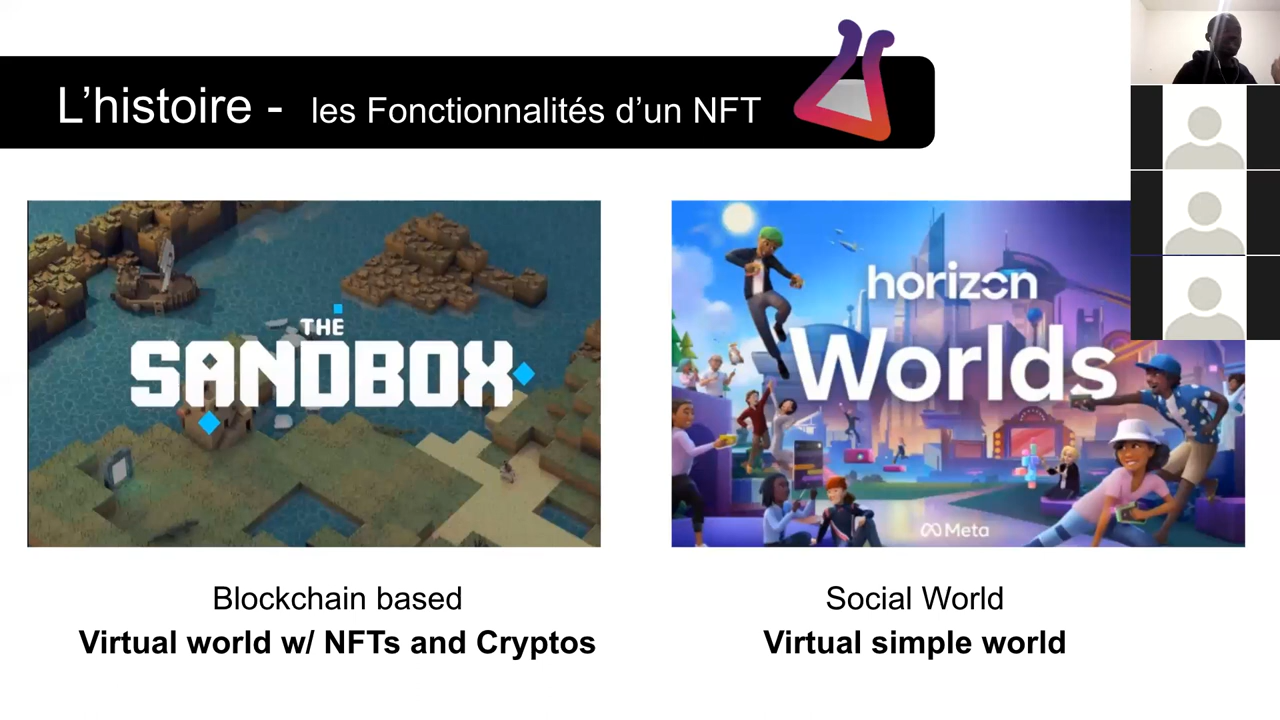 L'histoire - les Fonctionnalités d'un NFT
THE
SANDBOX
horizon
Worlds
Meta
Blockchain based
Virtual world w/ NFTs and Cryptos
Social World
Virtual simple world